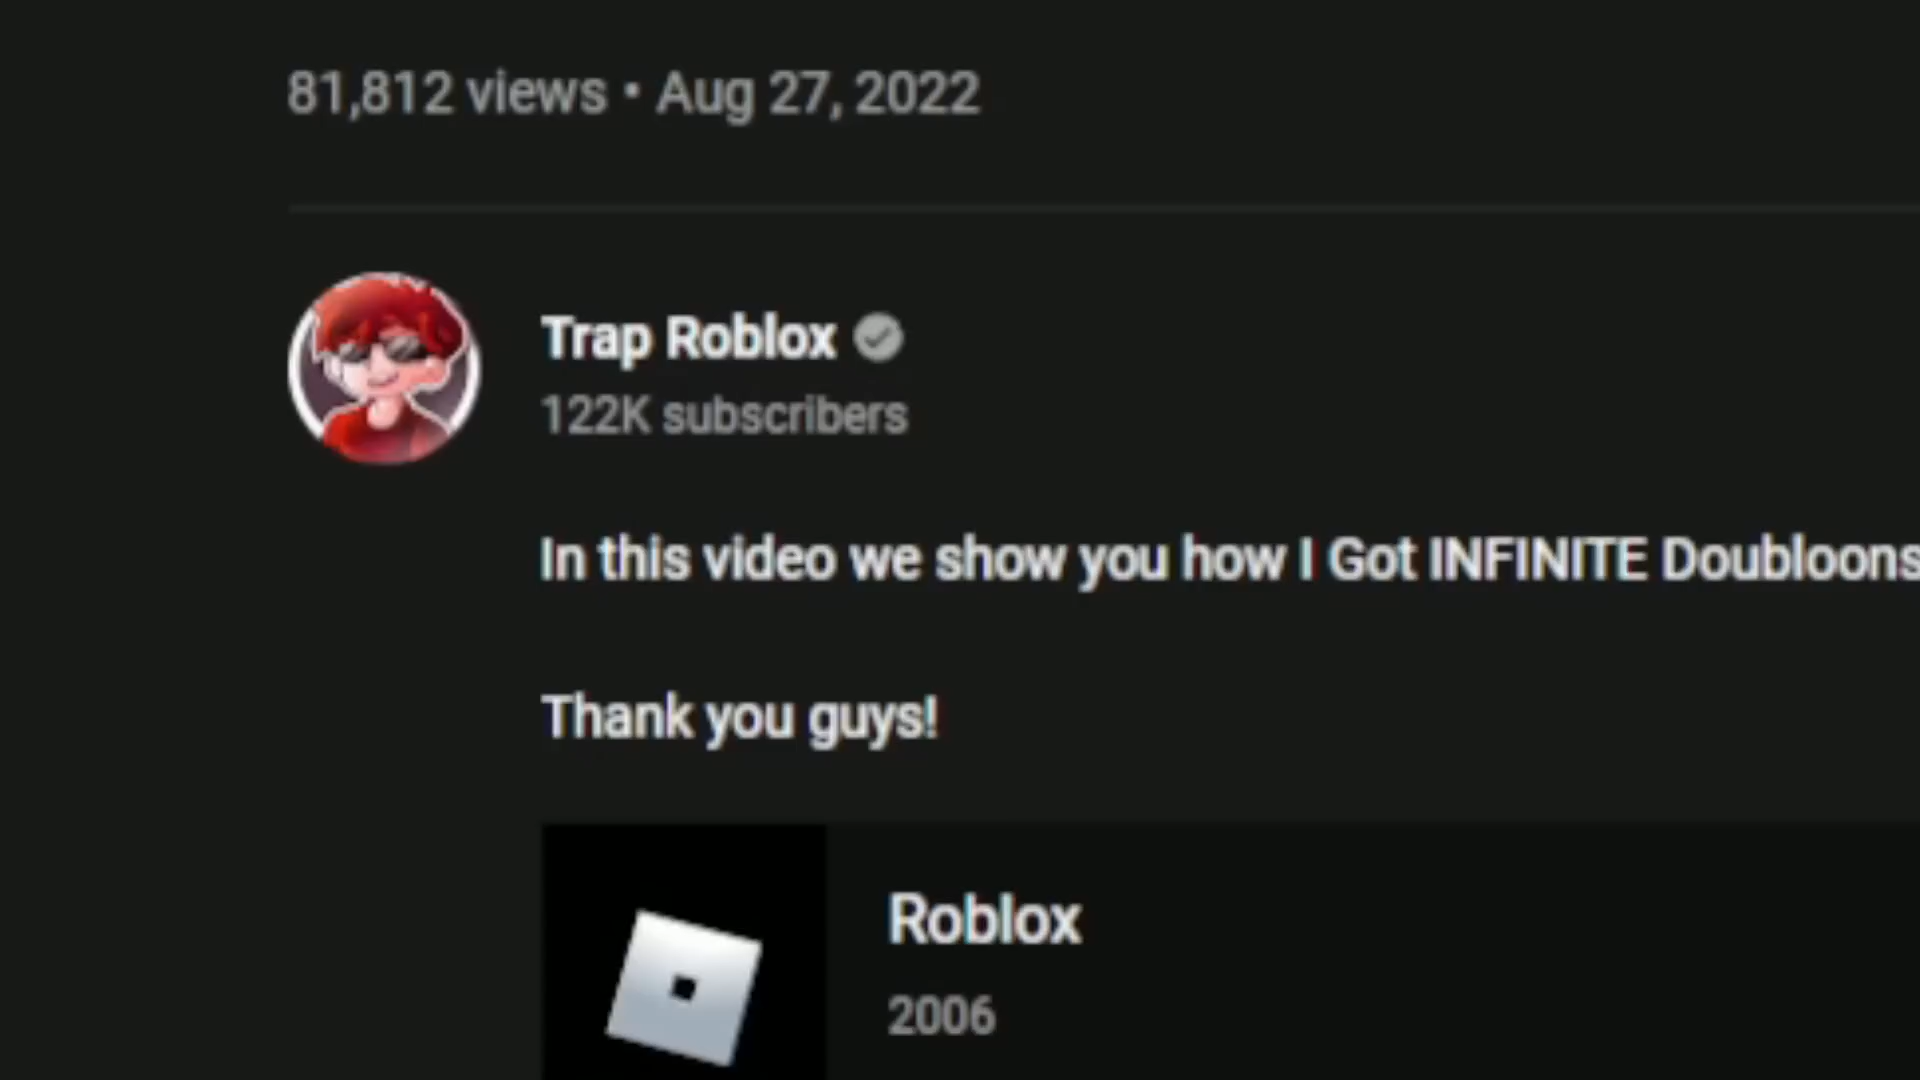 81,812 views • Aug 27, 2022
Trap Roblox
122K subscribers
In this video we show you how I Got INFINITE Doubloons
Thank you guys!
Roblox
2006